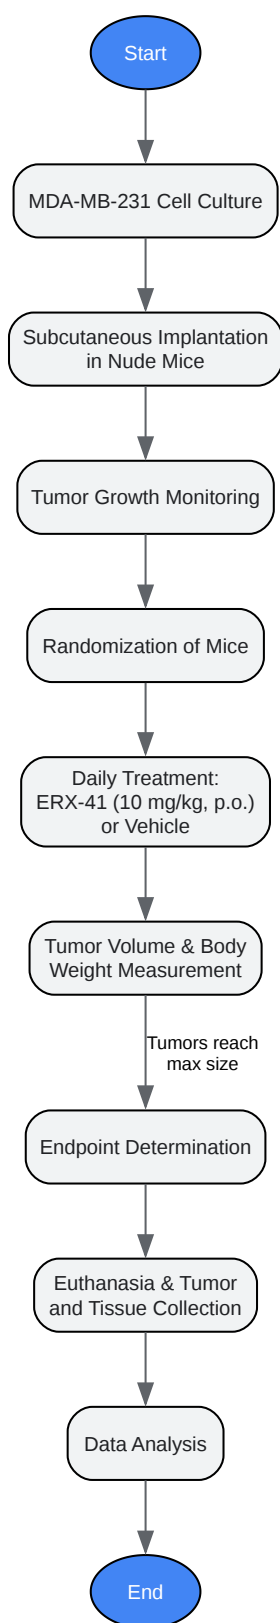 Start
MDA-MB-231 Cell Culture
Subcutaneous Implantation
in Nude Mice
Tumor Growth Monitoring
Randomization of Mice
Daily Treatment:
ERX-41 (10 mg/kg, p.o.)
or Vehicle
Tumor Volume & Body
Weight Measurement
Tumors reach
max size
Endpoint Determination
Euthanasia & Tumor
and Tissue Collection
Data Analysis
End